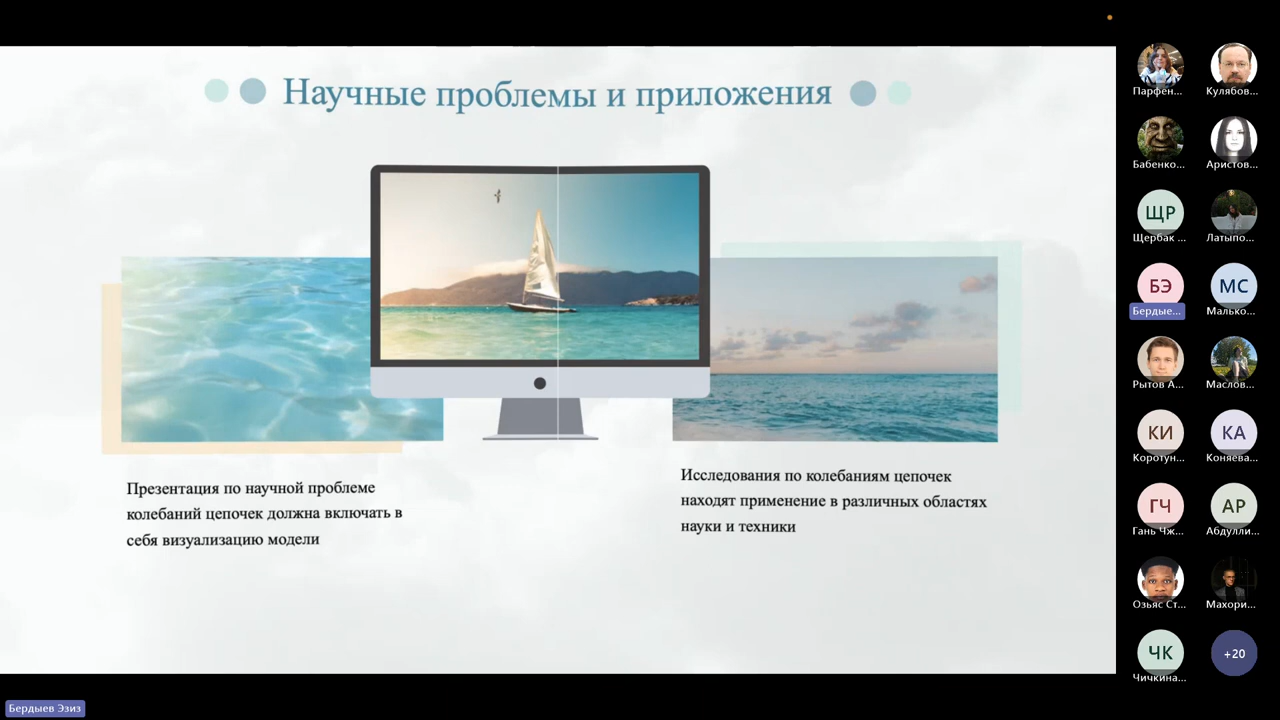 Научные проблемы и приложения
Презентация по научной проблеме
колебаний цепочек должна включать в
себя визуализацию модели
Исследования по колебаниям цепочек
находят применение в различных областях
науки и техники
Парфен...
Кулябов...
Бабенко...
Аристов...
ЩР
Щербак ...
Латыпо...
БЭ
Бердые...
МС
Малько...
Рытов А...
Маслов...
КИ
Коротун...
КА
Коняева...
ГЧ
Гань Чж...
АР
Абдулли...
Озьяс Ст...
Махори...
ЧК
Чичкина...
+20
Бердыев Эзиз